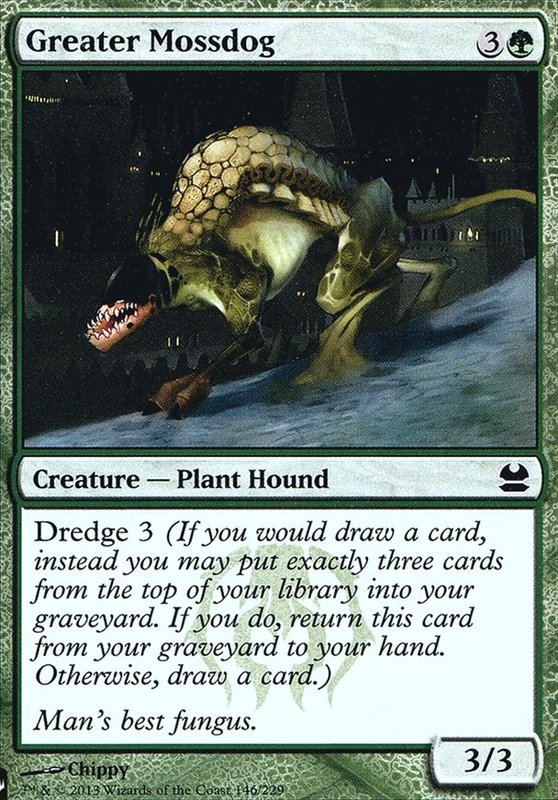 Greater Mossdog 3
Creature — Plant Hound
Dredge 3 (If you would draw a card,
instead you may put exactly three cards
from the top of your library into your
graveyard. If you do, return this card
from your graveyard to your hand.
Otherwise, draw a card.)
Man's best fungus.
3/3
Chippy
™ & © 2013 Wizards of the Coast 146/229